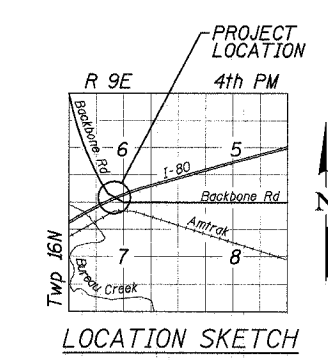 PROJECT
LOCATION
R 9E
4th PM
Backbone Rd
6
5
I-80
Backbone Rd
Amtrak
7
8
Bureau Creek
Twp 16N
N
LOCATION SKETCH